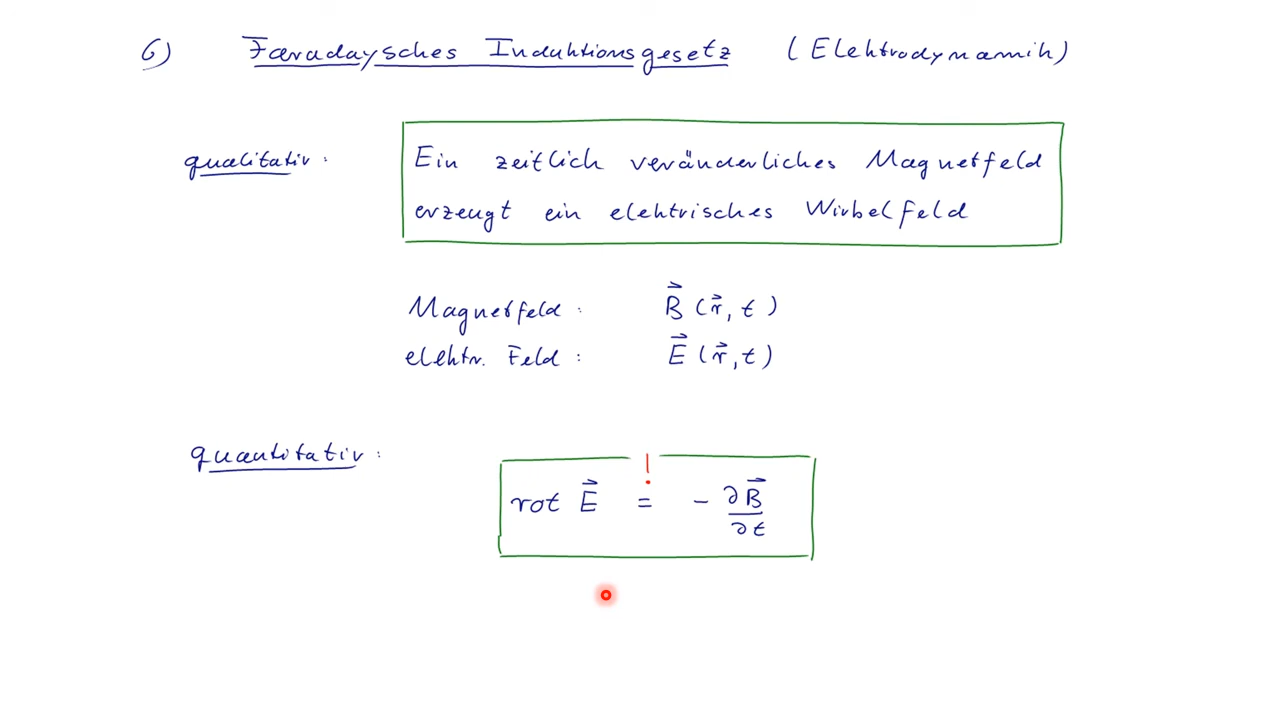 6) Faradaysches Induktionsgesetz (Elektrodynamik)
qualitativ: Ein zeitlich veränderliches Magnetfeld
erzeugt ein elektrisches Wirbelfeld
Magnetfeld: B⃗ (r⃗, t)
elektr. Feld: E⃗ (r⃗, t)
quantitativ:
!
rot E⃗ = - ∂B⃗/∂t